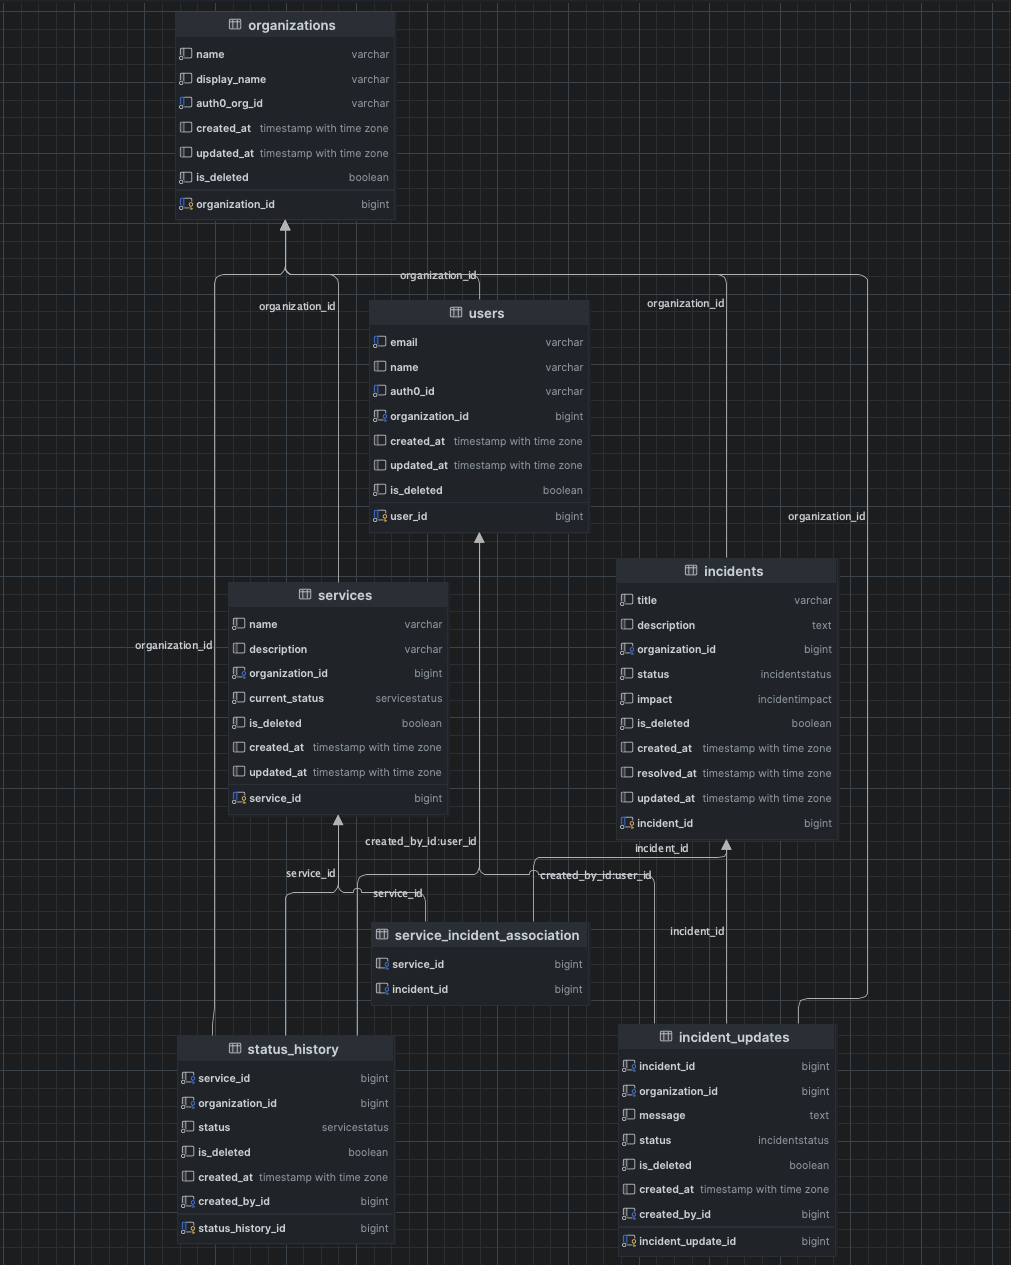 organizations
name varchar
display_name varchar
auth0_org_id varchar
created_at timestamp with time zone
updated_at timestamp with time zone
is_deleted boolean
organization_id bigint
organization_id
organization_id
organization_id
users
email varchar
name varchar
auth0_id varchar
organization_id bigint
created_at timestamp with time zone
updated_at timestamp with time zone
is_deleted boolean
user_id bigint
organization_id
incidents
title varchar
description text
organization_id bigint
status incidentstatus
impact incidentimpact
is_deleted boolean
created_at timestamp with time zone
resolved_at timestamp with time zone
updated_at timestamp with time zone
incident_id bigint
services
name varchar
description varchar
organization_id bigint
current_status servicestatus
is_deleted boolean
created_at timestamp with time zone
updated_at timestamp with time zone
service_id bigint
organization_id
created_by_id:user_id
incident_id
service_id
created_by_id:user_id
service_id
incident_id
service_incident_association
service_id bigint
incident_id bigint
status_history
service_id bigint
organization_id bigint
status servicestatus
is_deleted boolean
created_at timestamp with time zone
created_by_id bigint
status_history_id bigint
incident_updates
incident_id bigint
organization_id bigint
message text
status incidentstatus
is_deleted boolean
created_at timestamp with time zone
created_by_id bigint
incident_update_id bigint